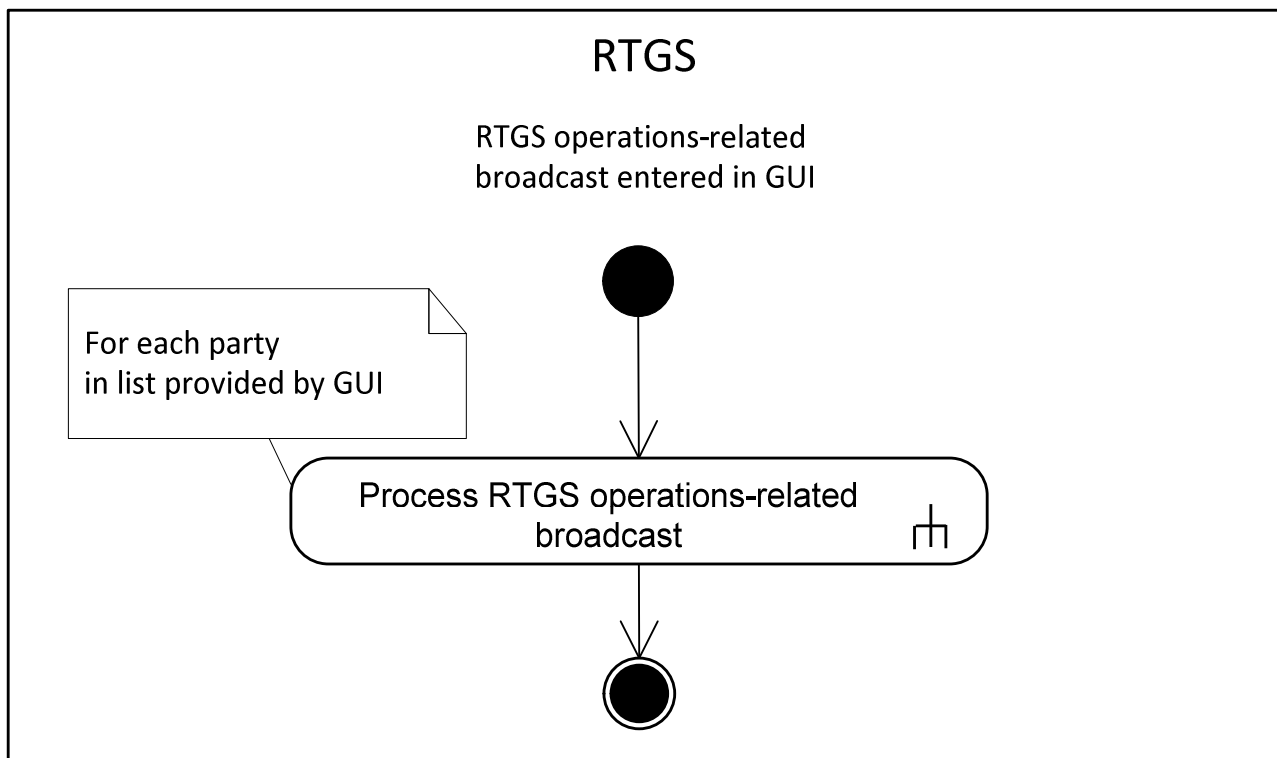 RTGS
RTGS operations-related
broadcast entered in GUI
For each party
in list provided by GUI
Process RTGS operations-related
broadcast